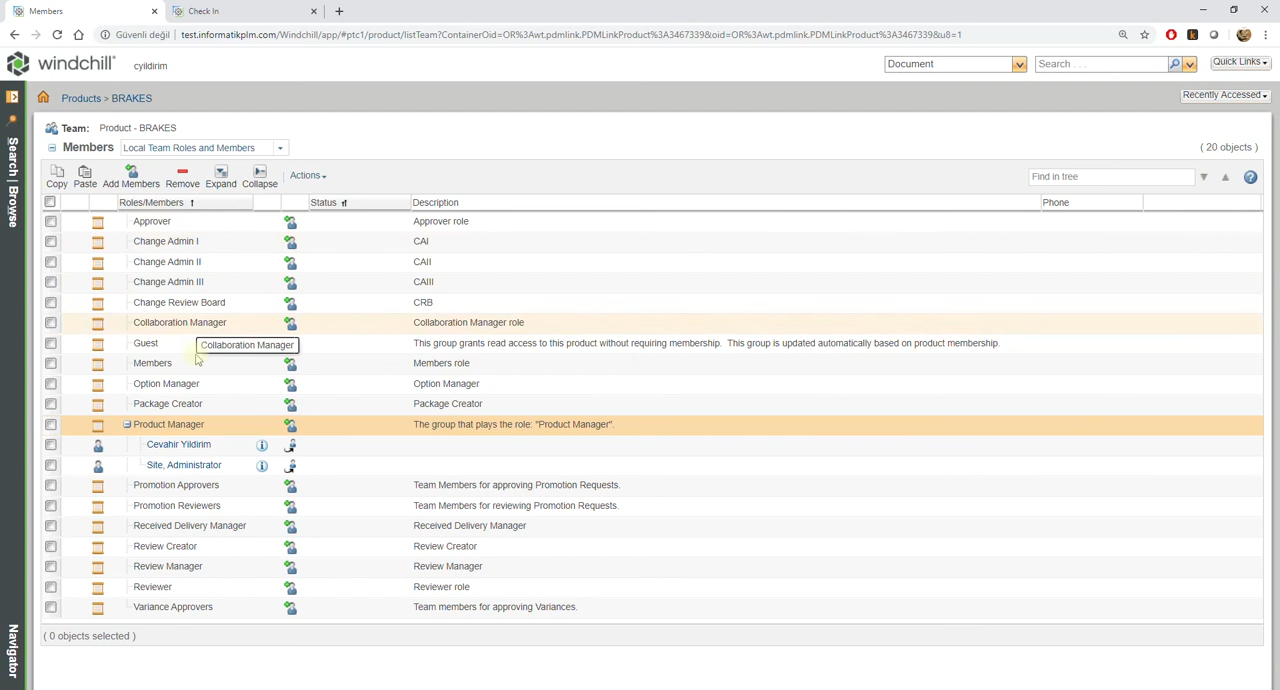 Members
Check In
Güvenli değil
test.informatikplm.com/Windchill/app/#ptc1/product/listTeam?ContainerOid=OR%3Awt.pdmlink.PDMLinkProduct%3A3467339&oid=OR%3Awt.pdmlink.PDMLinkProduct%3A3467339&u8=1
windchill
cyildirim
Document
Search . . .
Quick Links
Products > BRAKES
Recently Accessed
Search | Browse
Navigator
Team: Product - BRAKES
Members Local Team Roles and Members
( 20 objects )
Copy Paste Add Members Remove Expand Collapse Actions
Find in tree
Roles/Members Status Description Phone
Approver Approver role
Change Admin I CAI
Change Admin II CAII
Change Admin III CAIII
Change Review Board CRB
Collaboration Manager Collaboration Manager role
Guest This group grants read access to this product without requiring membership. This group is updated automatically based on product membership.
Collaboration Manager
Members Members role
Option Manager Option Manager
Package Creator Package Creator
Product Manager The group that plays the role: "Product Manager".
Cevahir Yildirim
Site, Administrator
Promotion Approvers Team Members for approving Promotion Requests.
Promotion Reviewers Team Members for reviewing Promotion Requests.
Received Delivery Manager Received Delivery Manager
Review Creator Review Creator
Review Manager Review Manager
Reviewer Reviewer role
Variance Approvers Team members for approving Variances.
( 0 objects selected )